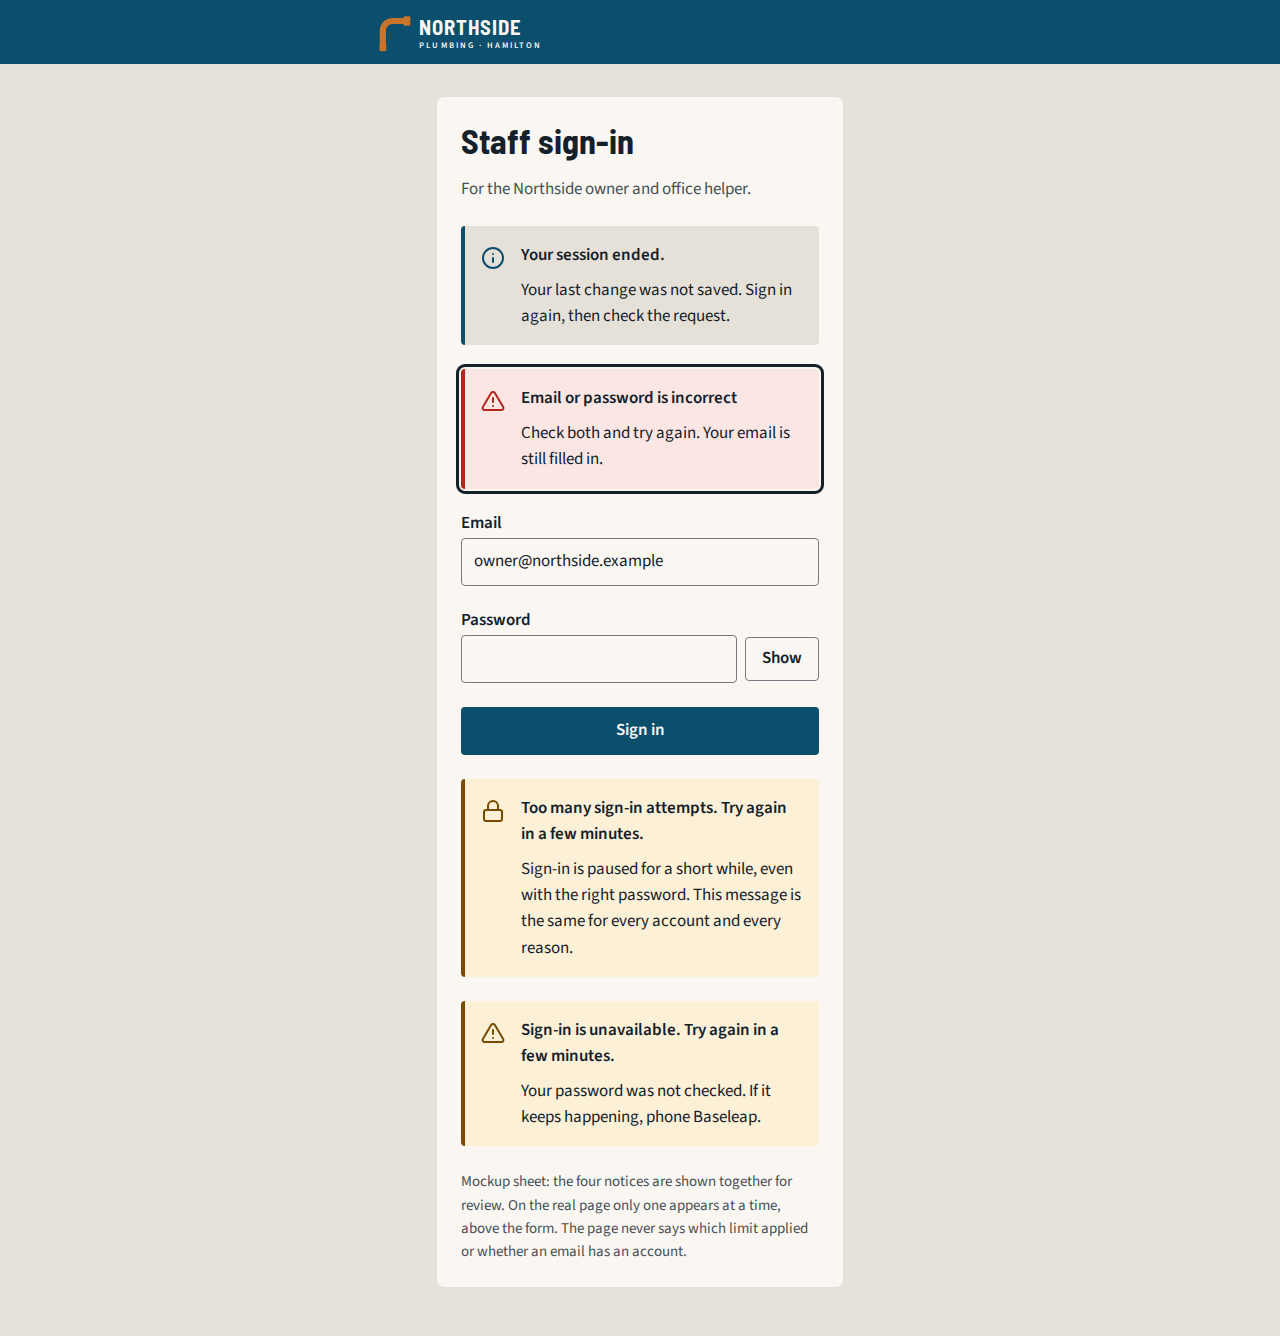 NORTHSIDE
PLUMBING · HAMILTON
Staff sign-in
For the Northside owner and office helper.
Your session ended.
Your last change was not saved. Sign in
again, then check the request.
Email or password is incorrect
Check both and try again. Your email is
still filled in.
Email
owner@northside.example
Password
Show
Sign in
Too many sign-in attempts. Try again
in a few minutes.
Sign-in is paused for a short while, even
with the right password. This message is
the same for every account and every
reason.
Sign-in is unavailable. Try again in a
few minutes.
Your password was not checked. If it
keeps happening, phone Baseleap.
Mockup sheet: the four notices are shown together for
review. On the real page only one appears at a time,
above the form. The page never says which limit applied
or whether an email has an account.